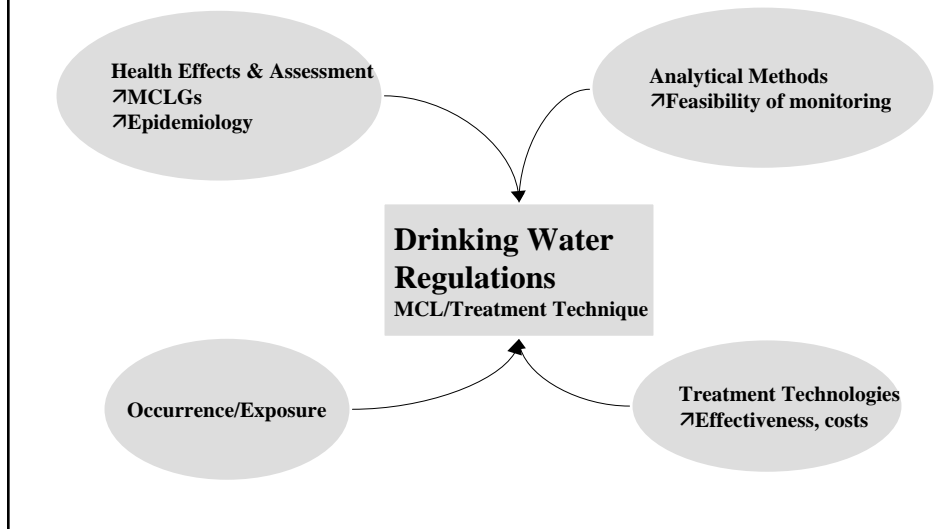 Health Effects & Assessment
↗MCLGs
↗Epidemiology
Analytical Methods
↗Feasibility of monitoring
Drinking Water
Regulations
MCL/Treatment Technique
Occurrence/Exposure
Treatment Technologies
↗Effectiveness, costs